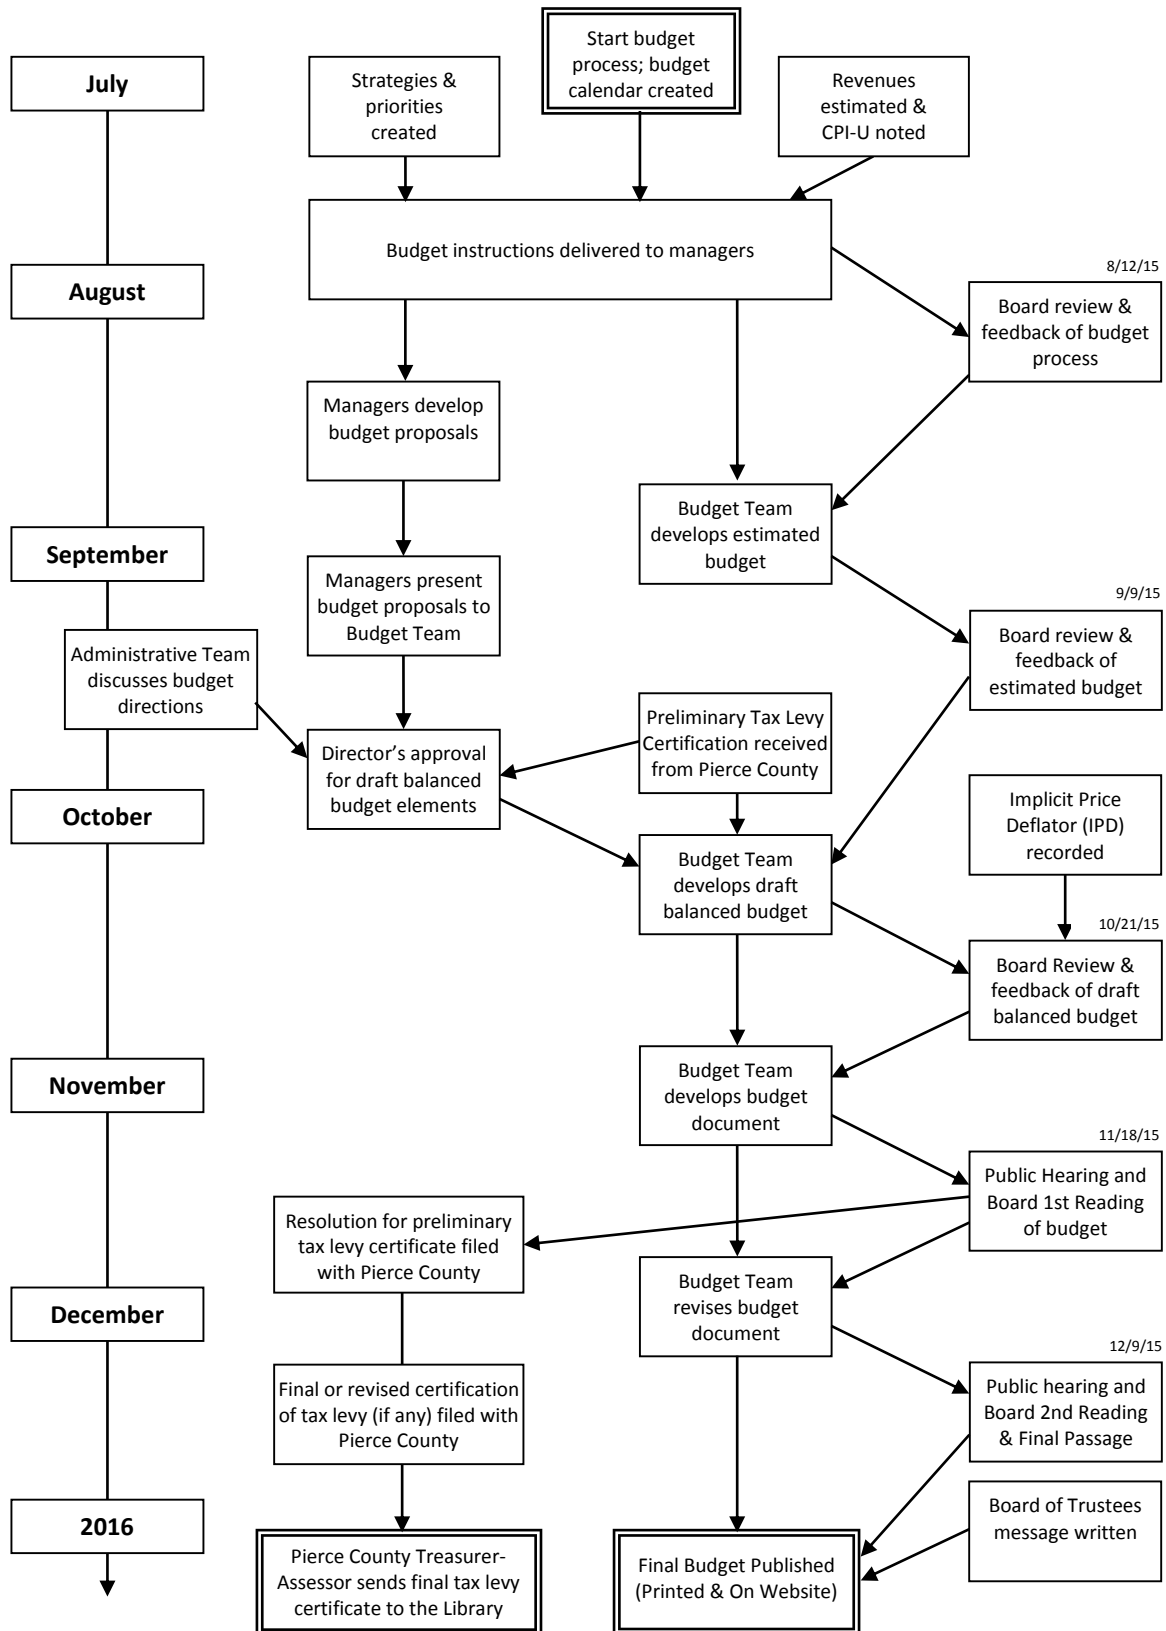 July
Strategies &
priorities
created
Start budget
process; budget
calendar created
Revenues
estimated &
CPI-U noted
Budget instructions delivered to managers
August
8/12/15
Board review &
feedback of budget
process
Managers develop
budget proposals
Budget Team
develops estimated
budget
September
Managers present
budget proposals to
Budget Team
9/9/15
Board review &
feedback of
estimated budget
Administrative Team
discusses budget
directions
Preliminary Tax Levy
Certification received
from Pierce County
Director’s approval
for draft balanced
budget elements
October
Implicit Price
Deflator (IPD)
recorded
Budget Team
develops draft
balanced budget
10/21/15
Board Review &
feedback of draft
balanced budget
November
Budget Team
develops budget
document
11/18/15
Public Hearing and
Board 1st Reading
of budget
Resolution for preliminary
tax levy certificate filed
with Pierce County
Budget Team
revises budget
document
December
12/9/15
Public hearing and
Board 2nd Reading
& Final Passage
Final or revised certification
of tax levy (if any) filed with
Pierce County
2016
Board of Trustees
message written
Pierce County Treasurer-
Assessor sends final tax levy
certificate to the Library
Final Budget Published
(Printed & On Website)